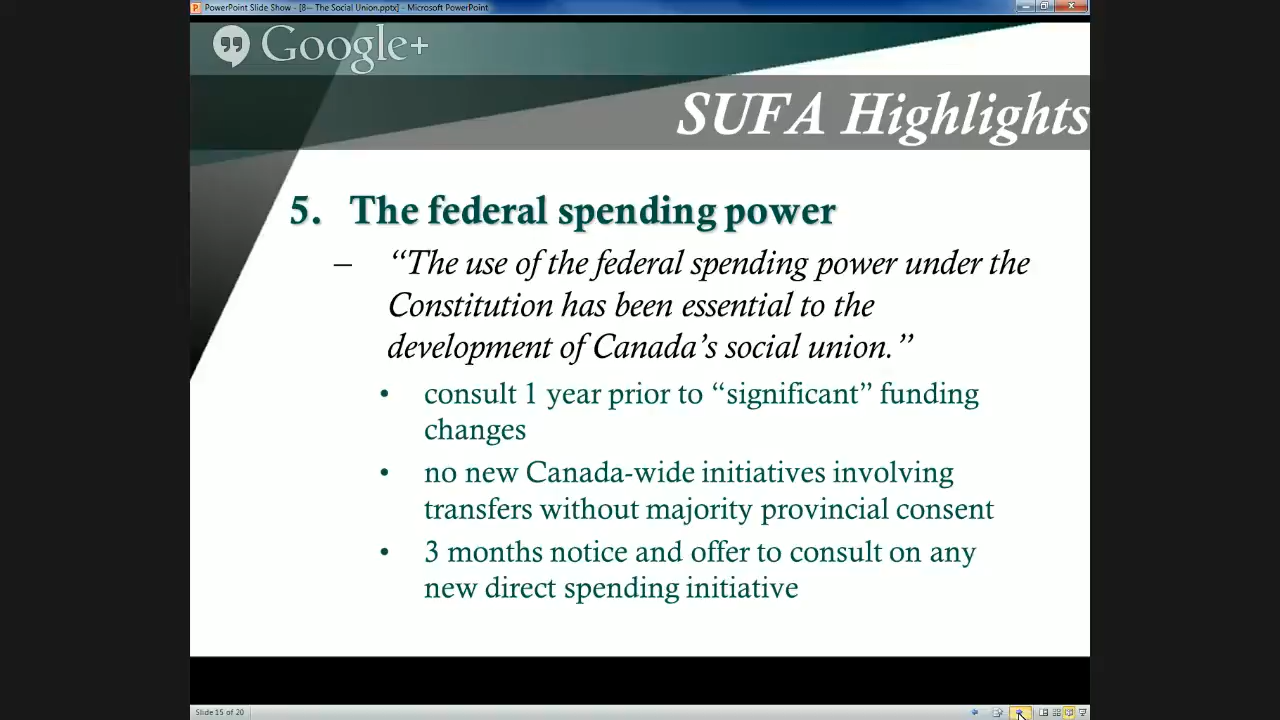 PowerPoint Slide Show - [8-- The Social Union.pptx] - Microsoft PowerPoint
Google+
SUFA Highlights
5. The federal spending power
– “The use of the federal spending power under the
Constitution has been essential to the
development of Canada’s social union.”
• consult 1 year prior to “significant” funding
changes
• no new Canada-wide initiatives involving
transfers without majority provincial consent
• 3 months notice and offer to consult on any
new direct spending initiative
Slide 15 of 20